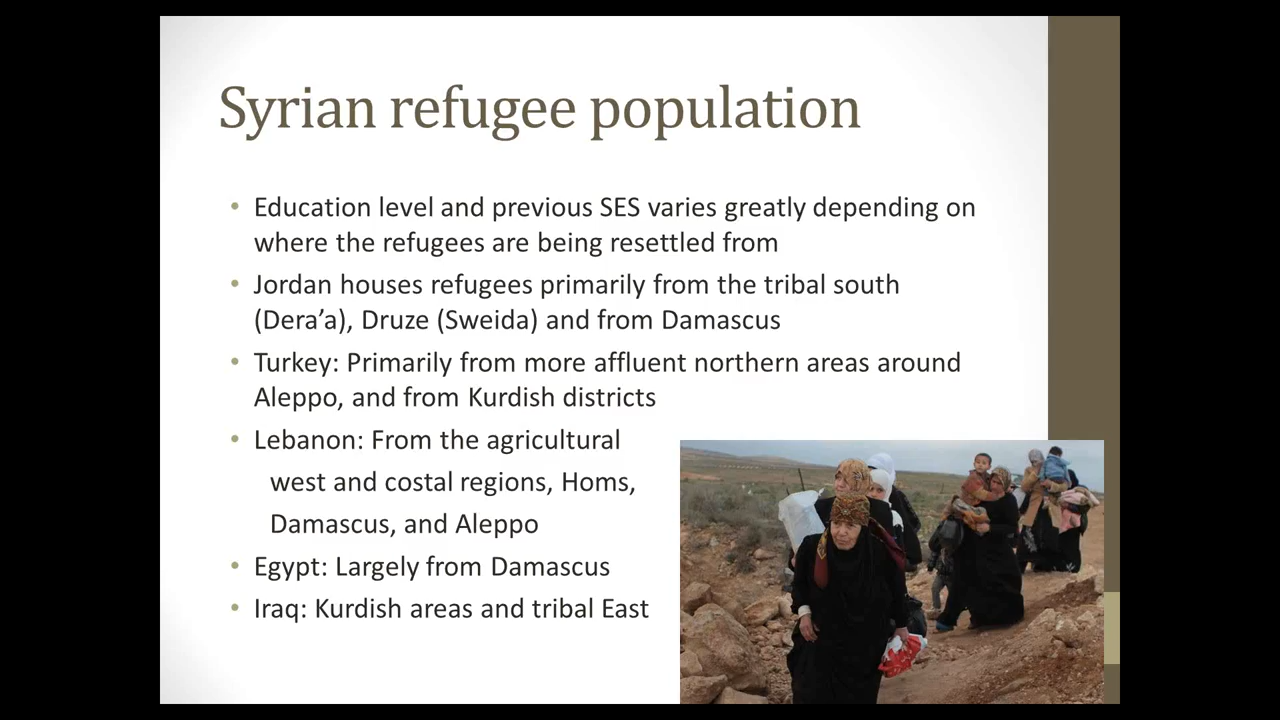 Syrian refugee population
• Education level and previous SES varies greatly depending on
where the refugees are being resettled from
• Jordan houses refugees primarily from the tribal south
(Dera’a), Druze (Sweida) and from Damascus
• Turkey: Primarily from more affluent northern areas around
Aleppo, and from Kurdish districts
• Lebanon: From the agricultural
west and costal regions, Homs,
Damascus, and Aleppo
• Egypt: Largely from Damascus
• Iraq: Kurdish areas and tribal East